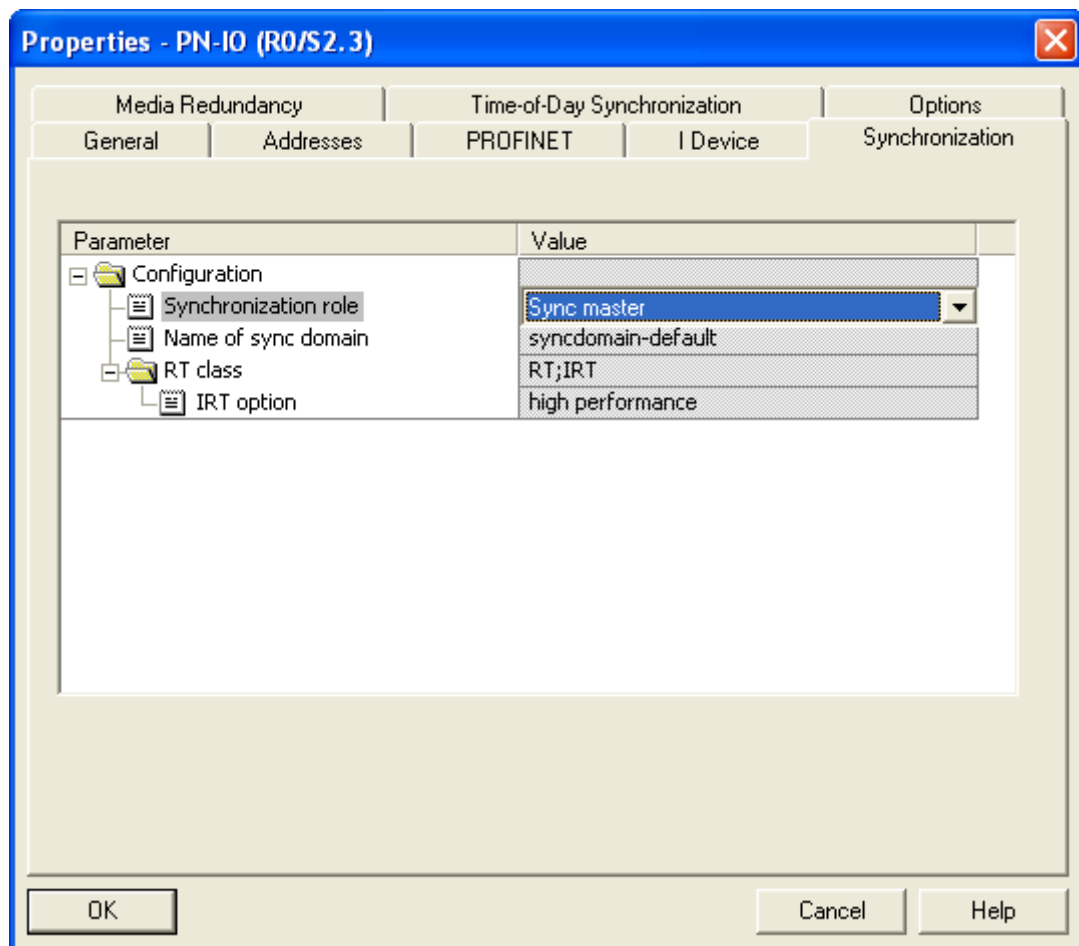 Properties - PN-IO (R0/S2.3)
Media Redundancy Time-of-Day Synchronization Options
General Addresses PROFINET I Device Synchronization
Parameter Value
Configuration
Synchronization role Sync master
Name of sync domain syncdomain-default
RT class RT;IRT
IRT option high performance
OK Cancel Help